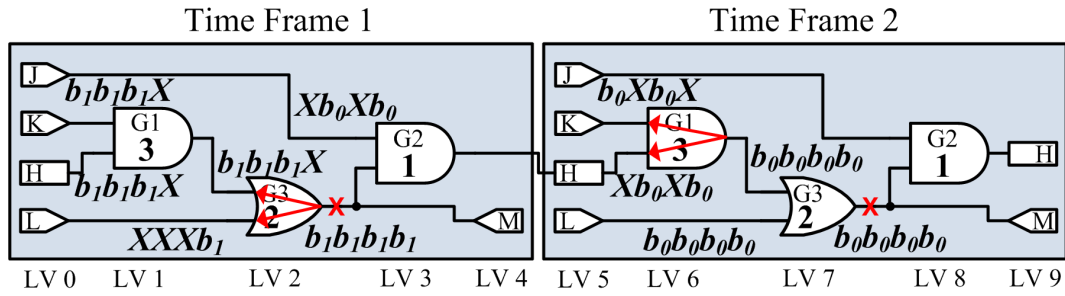 Time Frame 1
Time Frame 2
J
b₁b₁b₁X
Xb₀Xb₀
K
G1
3
G2
1
H
b₁b₁b₁X
b₁b₁b₁X
G3
2
X
L
XXXb₁
b₁b₁b₁b₁
M
J
b₀Xb₀X
K
G1
3
G2
1
H
H
Xb₀Xb₀
b₀b₀b₀b₀
G3
2
X
L
b₀b₀b₀b₀
b₀b₀b₀b₀
M
LV 0 LV 1 LV 2 LV 3 LV 4 LV 5 LV 6 LV 7 LV 8 LV 9